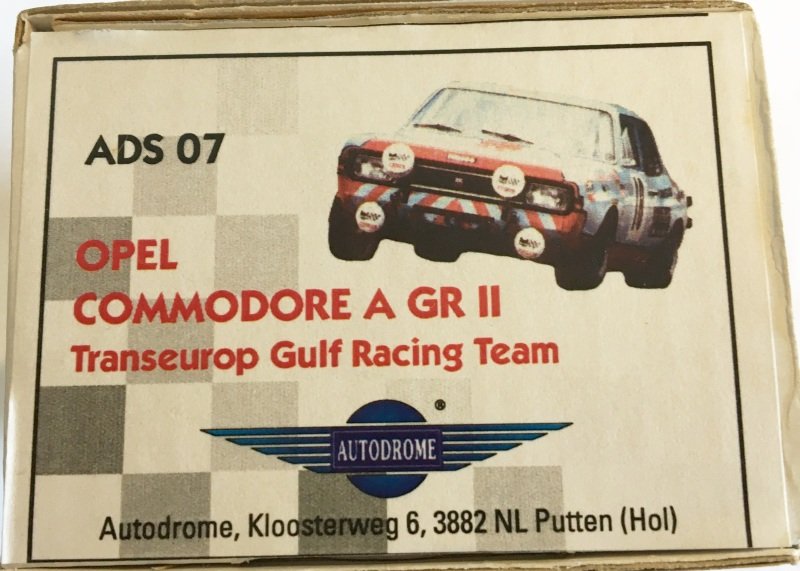 ADS 07
OPEL
COMMODORE A GR II
Transeurop Gulf Racing Team
®
AUTODROME
Autodrome, Kloosterweg 6, 3882 NL Putten (Hol)